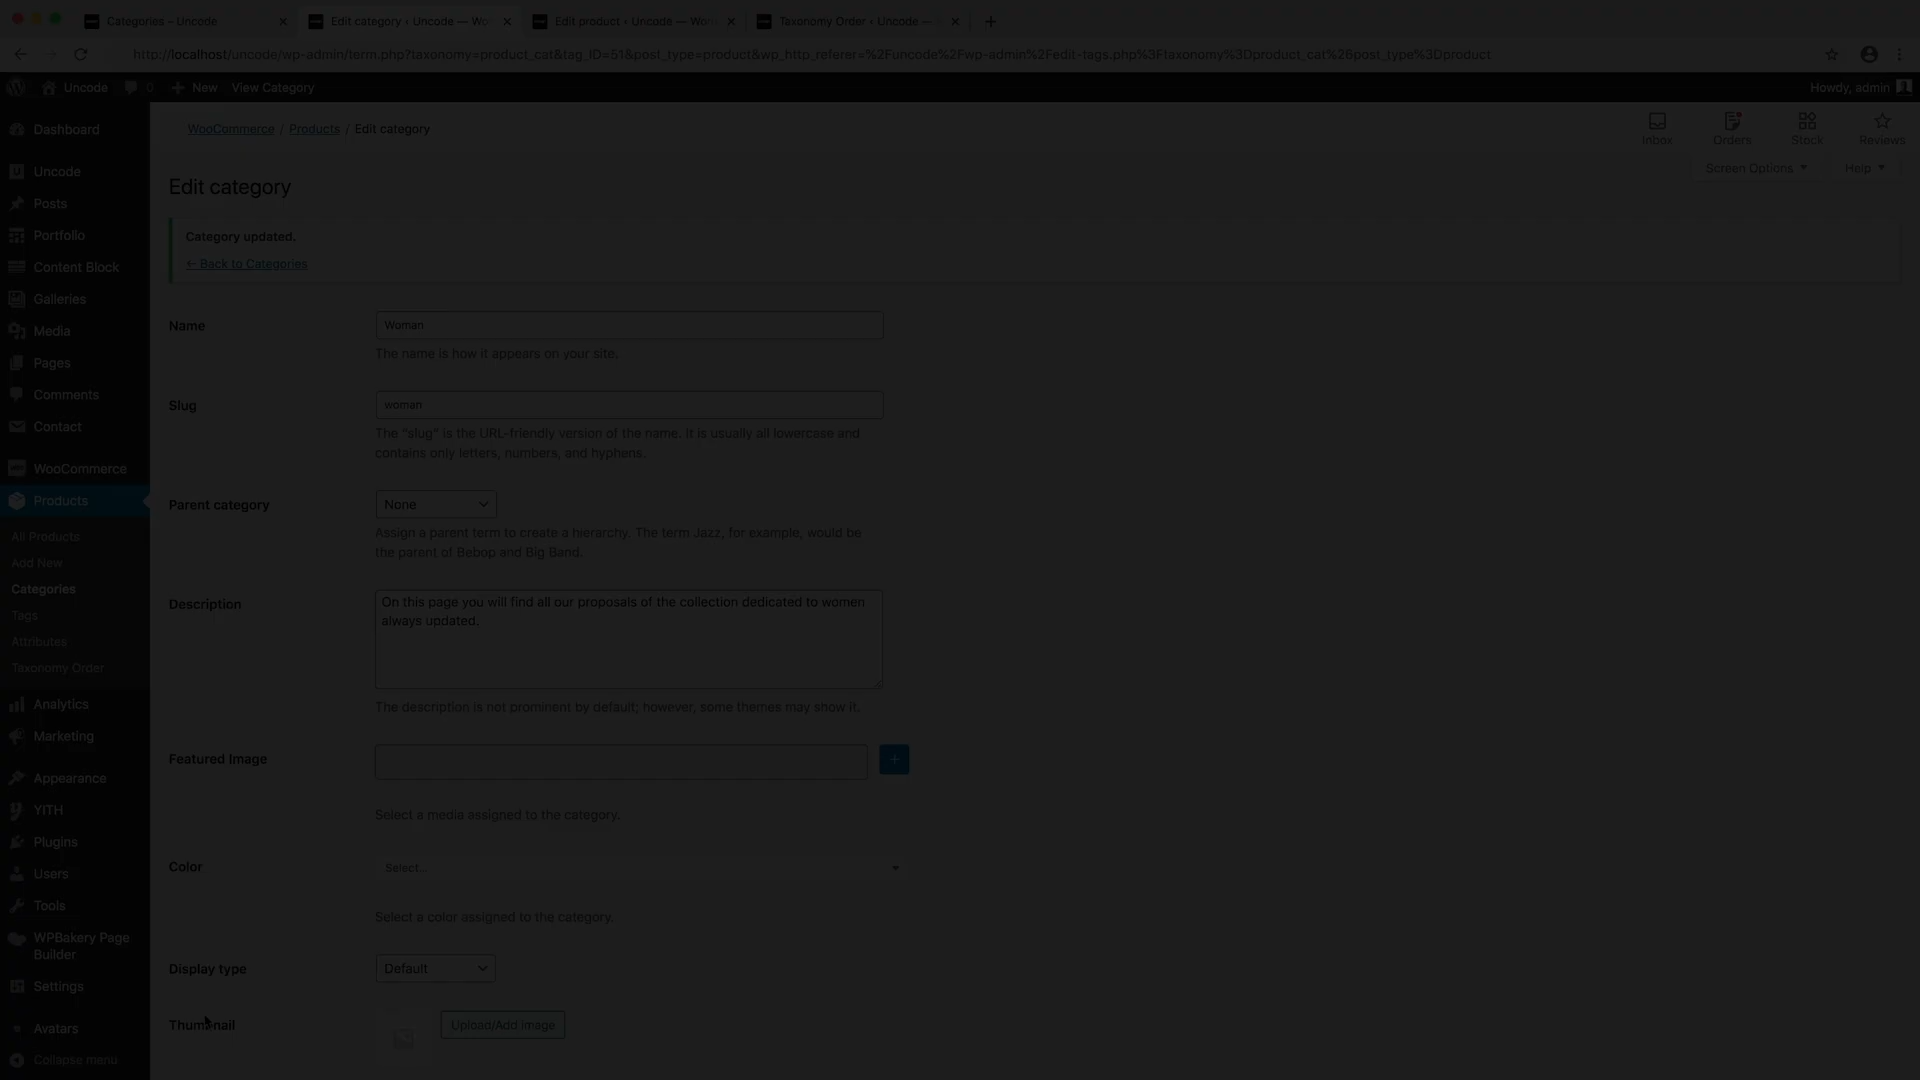 Categories – Uncode
Edit category ‹ Uncode — Wo
Edit product ‹ Uncode — Wor
Taxonomy Order ‹ Uncode —
http://localhost/uncode/wp-admin/term.php?taxonomy=product_cat&tag_ID=51&post_type=product&wp_http_referer=%2Funcode%2Fwp-admin%2Fedit-tags.php%3Ftaxonomy%3Dproduct_cat%26post_type%3Dproduct
Uncode
0
New
View Category
Howdy, admin
Dashboard
Uncode
Posts
Portfolio
Content Block
Galleries
Media
Pages
Comments
Contact
WooCommerce
Products
All Products
Add New
Categories
Tags
Attributes
Taxonomy Order
Analytics
Marketing
Appearance
YITH
Plugins
Users
Tools
WPBakery Page
Builder
Settings
Avatars
Collapse menu
WooCommerce / Products / Edit category
Inbox
Orders
Stock
Reviews
Screen Options
Help
Edit category
Category updated.
← Back to Categories
Name
Woman
The name is how it appears on your site.
Slug
woman
The "slug" is the URL-friendly version of the name. It is usually all lowercase and
contains only letters, numbers, and hyphens.
Parent category
None
Assign a parent term to create a hierarchy. The term Jazz, for example, would be
the parent of Bebop and Big Band.
Description
On this page you will find all our proposals of the collection dedicated to women
always updated.
The description is not prominent by default; however, some themes may show it.
Featured Image
+
Select a media assigned to the category.
Color
Select...
Select a color assigned to the category.
Display type
Default
Thumbnail
Upload/Add image